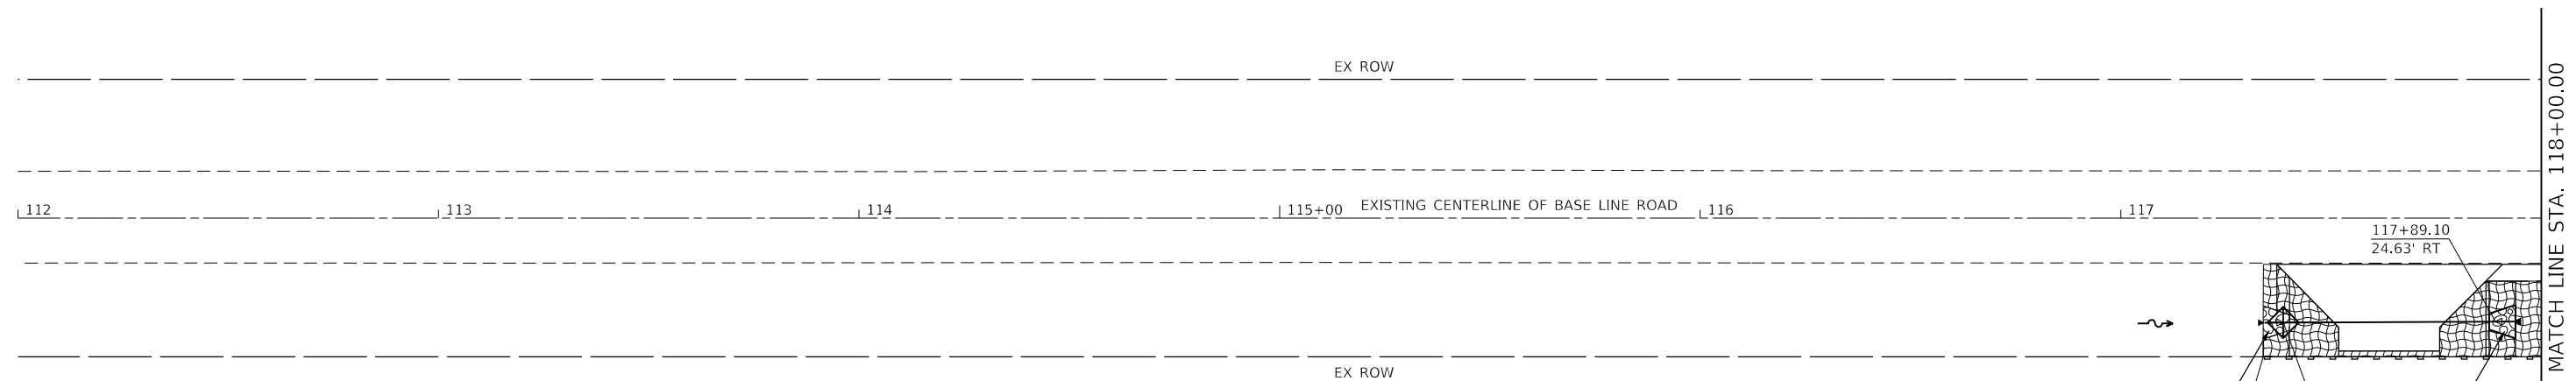 EX ROW
112
113
114
115+00
EXISTING CENTERLINE OF BASE LINE ROAD
116
117
117+89.10
24.63' RT
EX ROW
MATCH LINE STA. 118+00.00